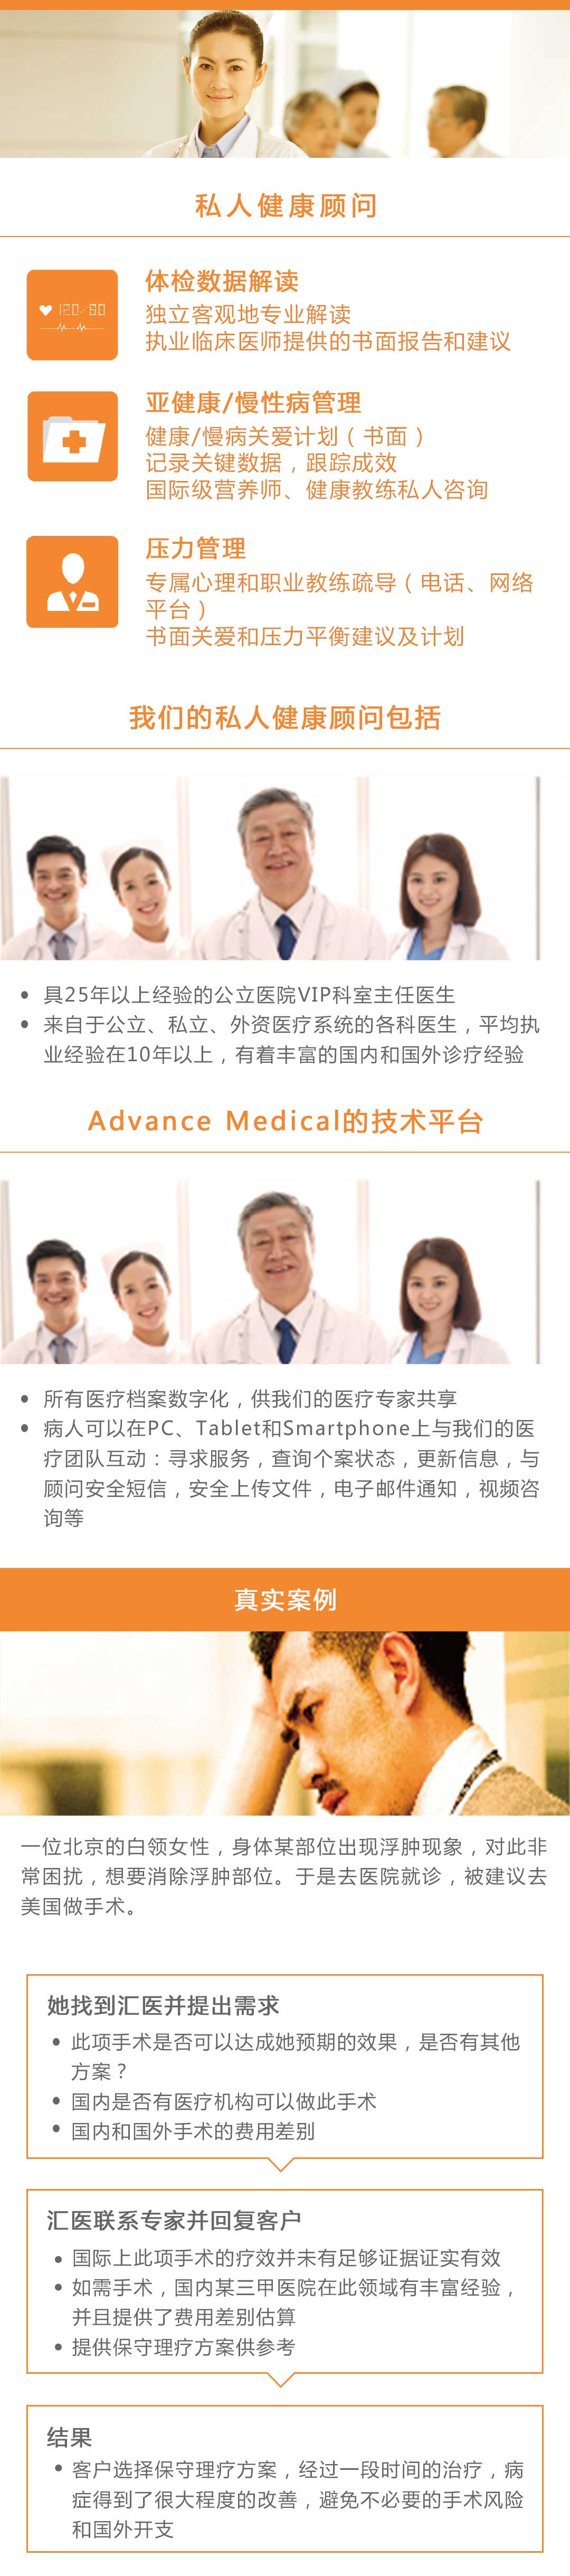 私人健康顾问
120/80
体检数据解读
独立客观地专业解读
执业临床医师提供的书面报告和建议
亚健康/慢性病管理
健康/慢病关爱计划（书面）
记录关键数据，跟踪成效
国际级营养师、健康教练私人咨询
压力管理
专属心理和职业教练疏导（电话、网络
平台）
书面关爱和压力平衡建议及计划
我们的私人健康顾问包括
• 具25年以上经验的公立医院VIP科室主任医生
• 来自于公立、私立、外资医疗系统的各科医生，平均执
业经验在10年以上，有着丰富的国内和国外诊疗经验
Advance Medical的技术平台
• 所有医疗档案数字化，供我们的医疗专家共享
• 病人可以在PC、Tablet和Smartphone上与我们的医
疗团队互动：寻求服务，查询个案状态，更新信息，与
顾问安全短信，安全上传文件，电子邮件通知，视频咨
询等
真实案例
一位北京的白领女性，身体某部位出现浮肿现象，对此非
常困扰，想要消除浮肿部位。于是去医院就诊，被建议去
美国做手术。
她找到汇医并提出需求
• 此项手术是否可以达成她预期的效果，是否有其他
方案？
• 国内是否有医疗机构可以做此手术
• 国内和国外手术的费用差别
汇医联系专家并回复客户
• 国际上此项手术的疗效并未有足够证据证实有效
• 如需手术，国内某三甲医院在此领域有丰富经验，
并且提供了费用差别估算
• 提供保守理疗方案供参考
结果
• 客户选择保守理疗方案，经过一段时间的治疗，病
症得到了很大程度的改善，避免不必要的手术风险
和国外开支